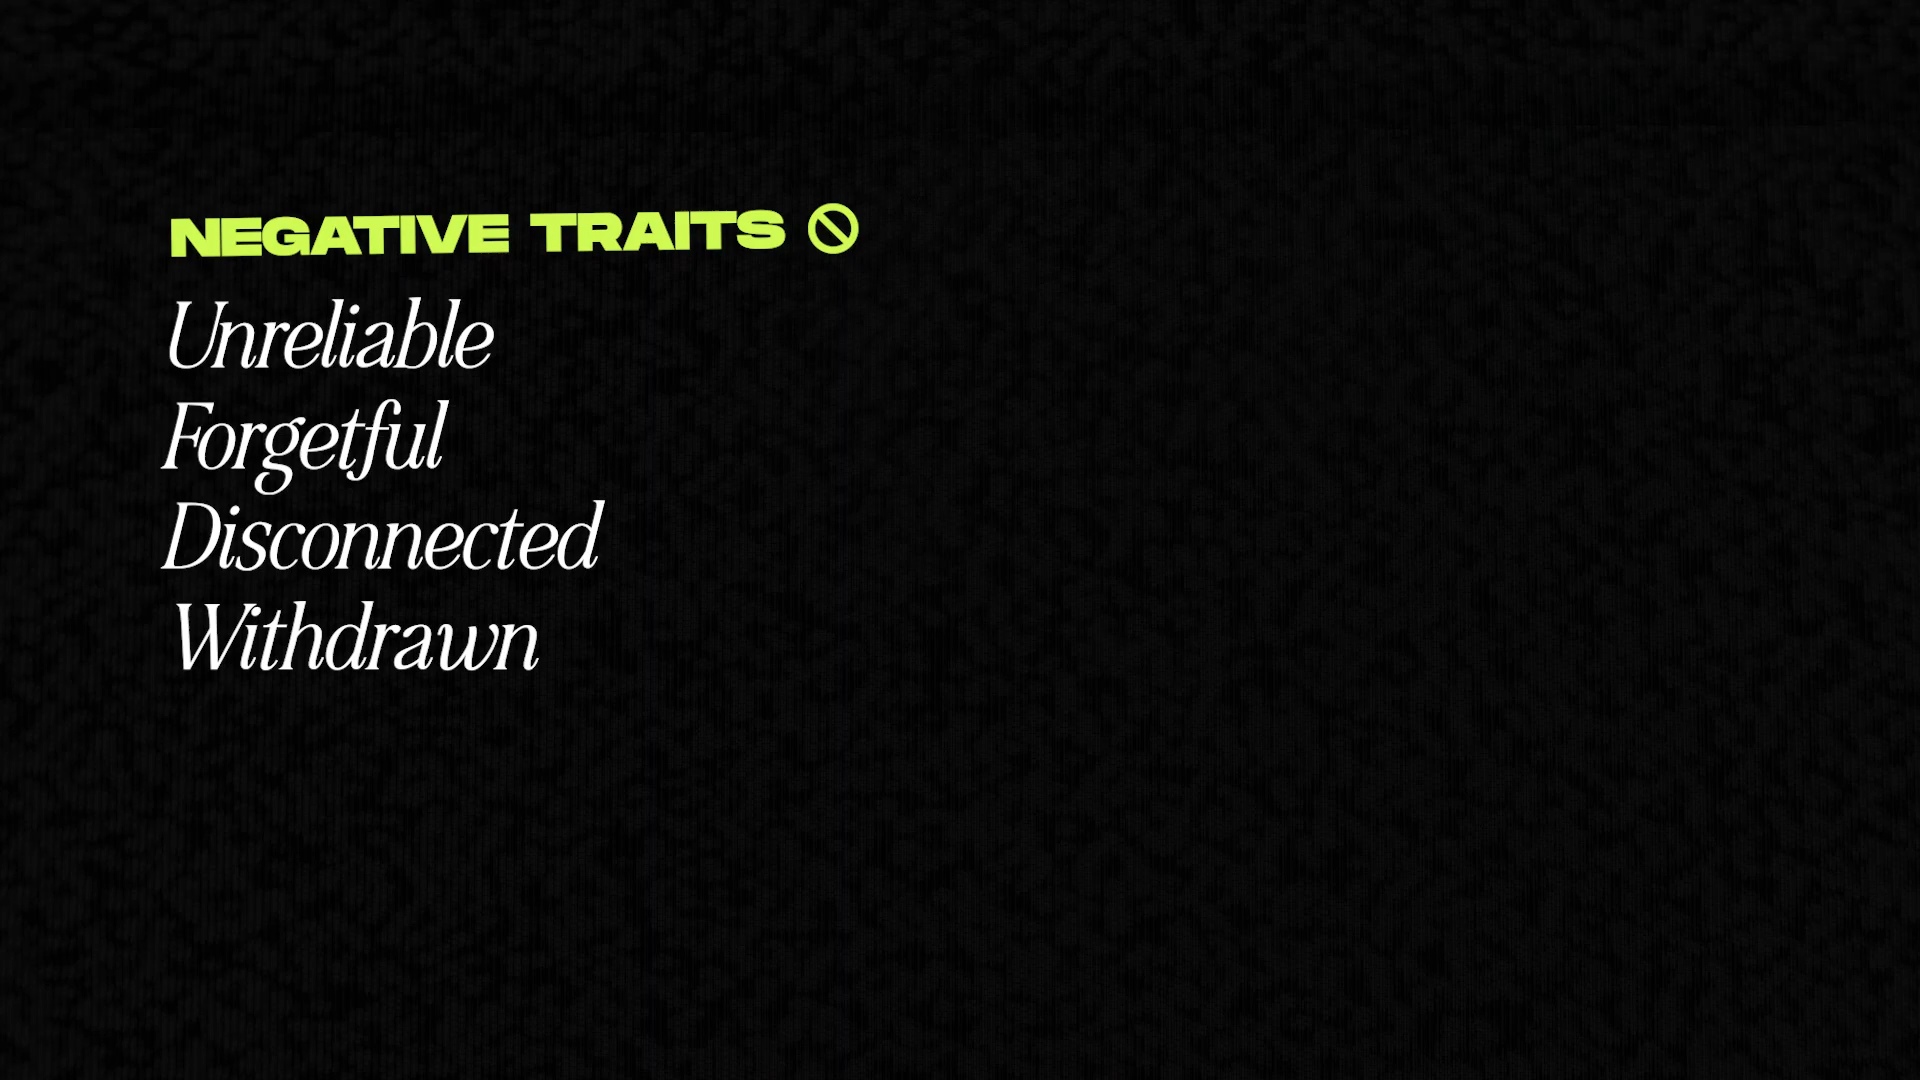 NEGATIVE TRAITS 🚫
Unreliable
Forgetful
Disconnected
Withdrawn